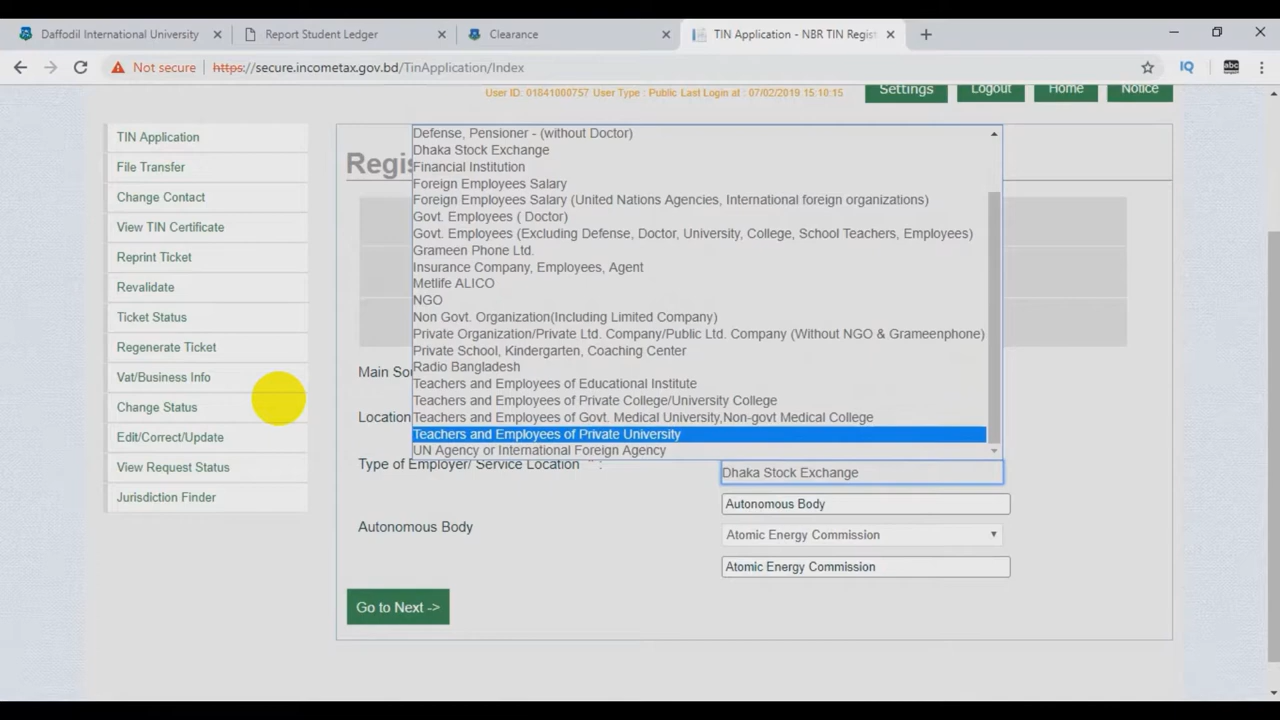 Daffodil International University
Report Student Ledger
Clearance
TIN Application - NBR TIN Regist
Not secure
https://secure.incometax.gov.bd/TinApplication/Index
IQ
abc
User ID: 01841000757 User Type : Public Last Login at : 07/02/2019 15:10:15
Settings
Logout
Home
Notice
TIN Application
File Transfer
Change Contact
View TIN Certificate
Reprint Ticket
Revalidate
Ticket Status
Regenerate Ticket
Vat/Business Info
Change Status
Edit/Correct/Update
View Request Status
Jurisdiction Finder
Regis
Defense, Pensioner - (without Doctor)
Dhaka Stock Exchange
Financial Institution
Foreign Employees Salary
Foreign Employees Salary (United Nations Agencies, International foreign organizations)
Govt. Employees ( Doctor)
Govt. Employees (Excluding Defense, Doctor, University, College, School Teachers, Employees)
Grameen Phone Ltd.
Insurance Company, Employees, Agent
Metlife ALICO
NGO
Non Govt. Organization(Including Limited Company)
Private Organization/Private Ltd. Company/Public Ltd. Company (Without NGO & Grameenphone)
Private School, Kindergarten, Coaching Center
Radio Bangladesh
Teachers and Employees of Educational Institute
Teachers and Employees of Private College/University College
Teachers and Employees of Govt. Medical University,Non-govt Medical College
Teachers and Employees of Private University
UN Agency or International Foreign Agency
Main Sou
Location
Type of Employer/ Service Location * :
Dhaka Stock Exchange
Autonomous Body
Autonomous Body
Atomic Energy Commission
Atomic Energy Commission
Go to Next ->